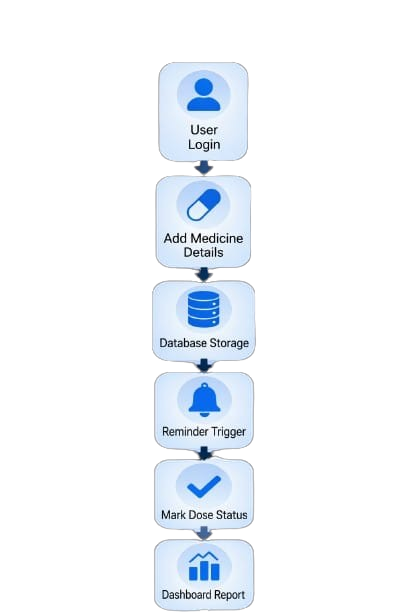 User
Login
Add Medicine
Details
Database Storage
Reminder Trigger
Mark Dose Status
Dashboard Report